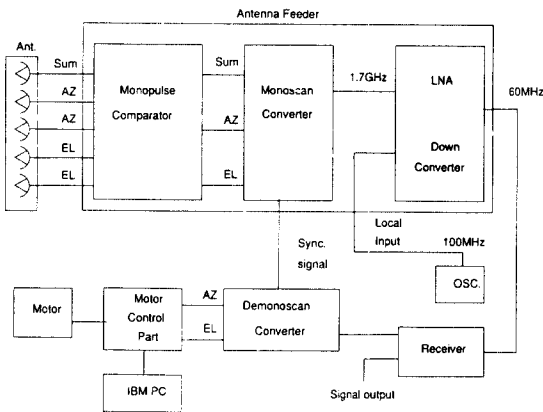 Antenna Feeder
Ant.
Sum
AZ
AZ
EL
EL
Monopulse
Comparator
Sum
AZ
EL
Monoscan
Converter
1.7GHz
LNA
Down
Converter
60MHz
Local
Input
100MHz
OSC.
Sync.
signal
Motor
Motor
Control
Part
AZ
EL
Demonoscan
Converter
Receiver
IBM PC
Signal output